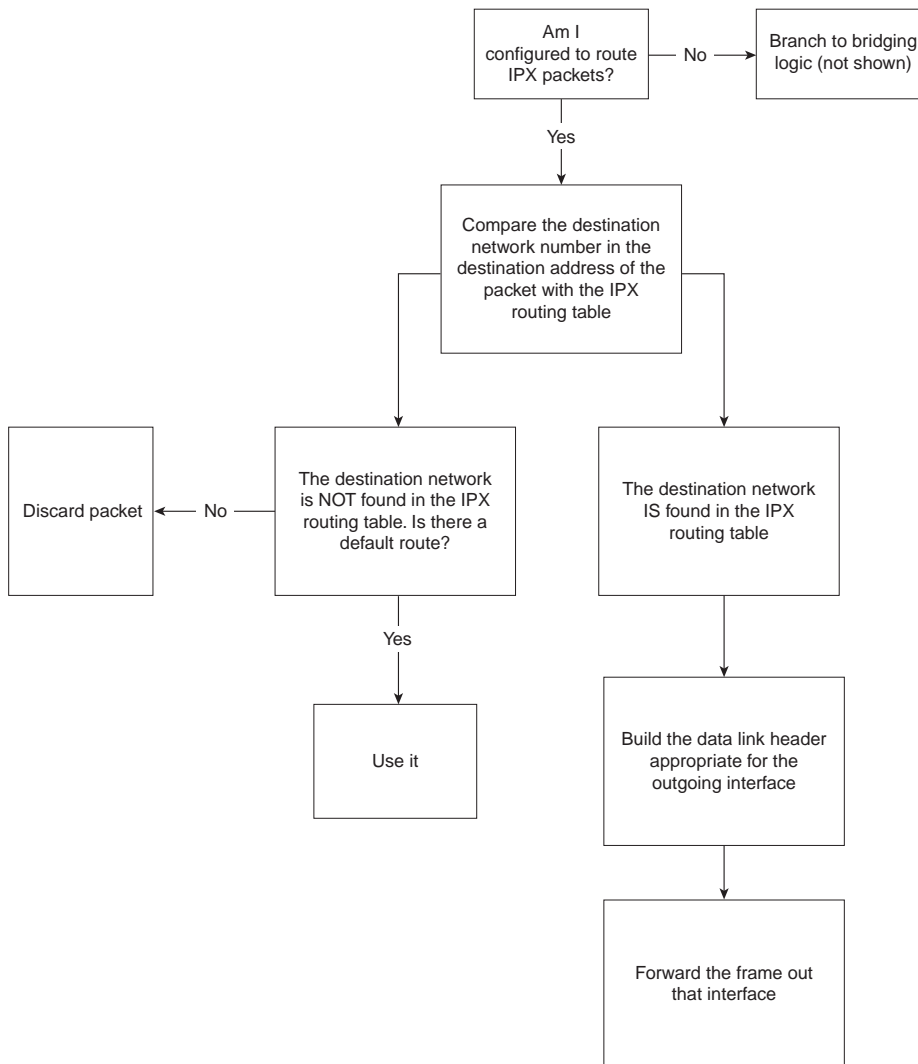 Am I
configured to route
IPX packets?
No
Branch to bridging
logic (not shown)
Yes
Compare the destination
network number in the
destination address of the
packet with the IPX
routing table
Discard packet
No
The destination network
is NOT found in the IPX
routing table. Is there a
default route?
The destination network
IS found in the IPX
routing table
Yes
Use it
Build the data link header
appropriate for the
outgoing interface
Forward the frame out
that interface